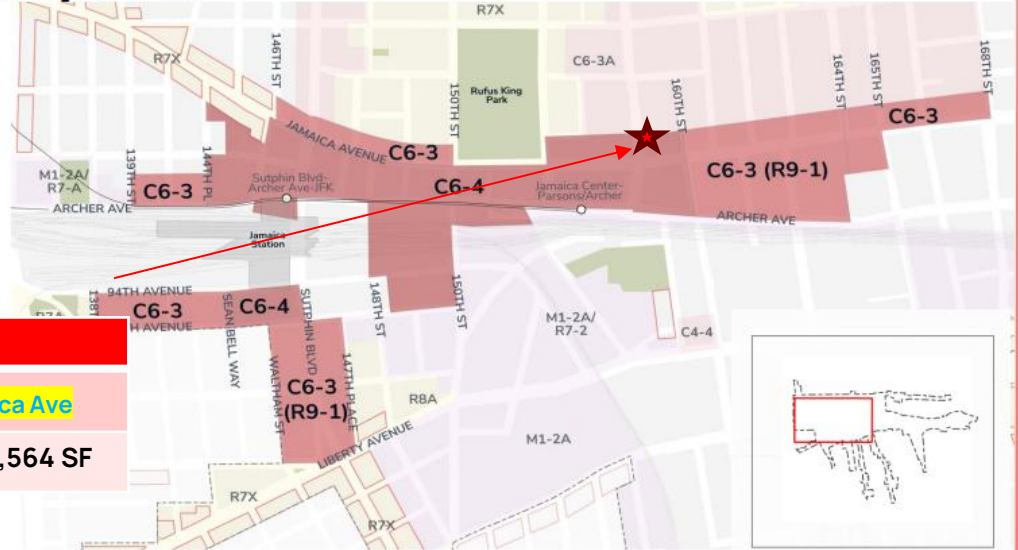 R7X
146TH ST
R7X
C6-3A
Rufus King
Park
150TH ST
160TH ST
164TH ST
165TH ST
168TH ST
JAMAICA AVENUE
C6-3
C6-3
M1-2A/
R7-A
139TH ST
144TH PL
C6-3
Sutphin Blvd-
Archer Ave-JFK
C6-4
Jamaica Center-
Parsons/Archer
C6-3 (R9-1)
ARCHER AVE
ARCHER AVE
Jamaica
Station
94TH AVENUE
C6-3
C6-4
SEAN BELL WAY
SUTPHIN BLVD
148TH ST
150TH ST
M1-2A/
R7-2
C4-4
ca Ave
,564 SF
WALTHAM ST
147TH PLACE
C6-3
(R9-1)
R8A
LIBERTY AVENUE
M1-2A
R7X
R7X